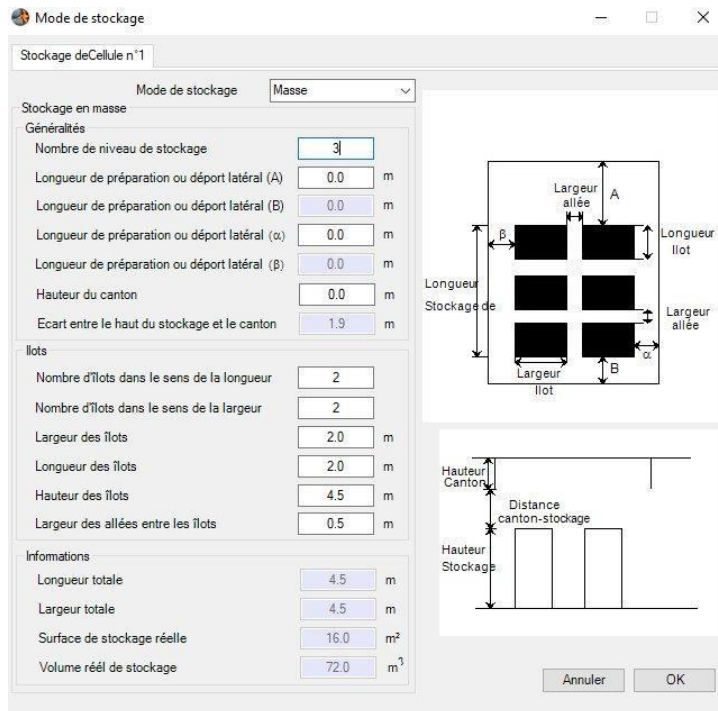 Mode de stockage
Stockage deCellule n°1
Mode de stockage Masse
Stockage en masse
Généralités
Nombre de niveau de stockage 3
Longueur de préparation ou déport latéral (A) 0.0 m
Longueur de préparation ou déport latéral (B) 0.0 m
Longueur de préparation ou déport latéral (α) 0.0 m
Longueur de préparation ou déport latéral (β) 0.0 m
Hauteur du canton 0.0 m
Ecart entre le haut du stockage et le canton 1.9 m
Ilots
Nombre d'îlots dans le sens de la longueur 2
Nombre d'îlots dans le sens de la largeur 2
Largeur des îlots 2.0 m
Longueur des îlots 2.0 m
Hauteur des îlots 4.5 m
Largeur des allées entre les îlots 0.5 m
Informations
Longueur totale 4.5 m
Largeur totale 4.5 m
Surface de stockage réelle 16.0 m²
Volume réél de stockage 72.0 m3
Largeur
allée
A
β
Longueur
Ilot
Longueur
Stockage de
Largeur
allée
α
Largeur
Ilot
B
Hauteur
Canton
Distance
canton-stockage
Hauteur
Stockage
Annuler OK